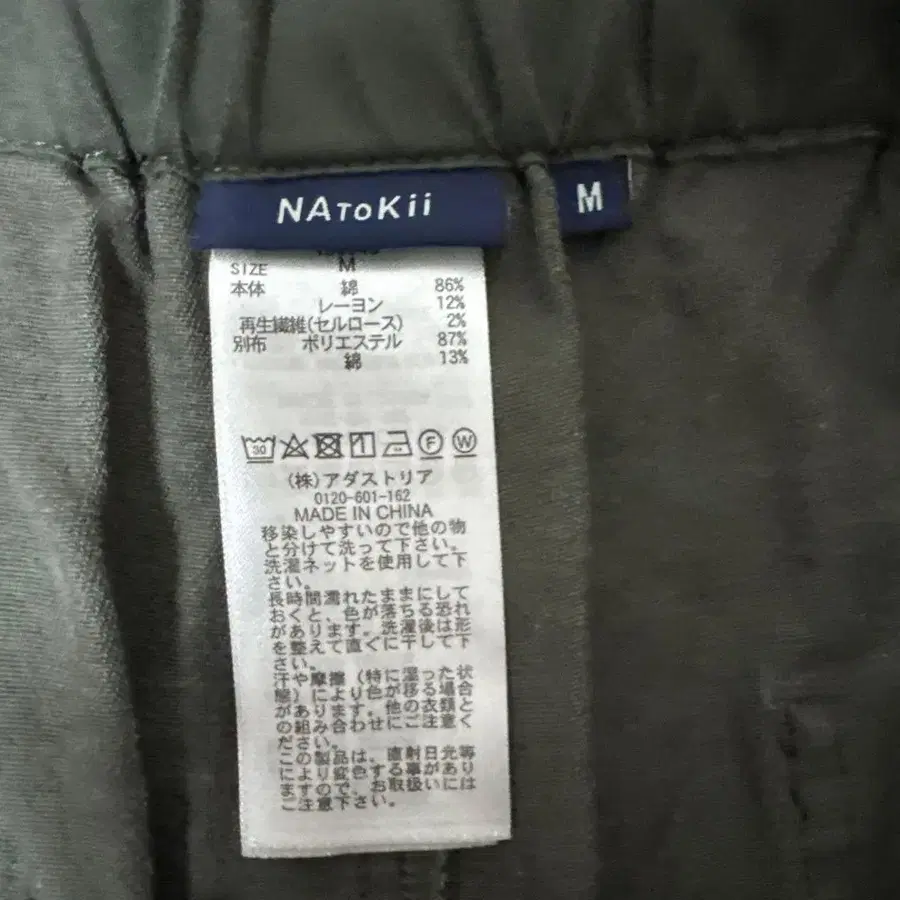 NAToKii
M
SIZE M
本体 綿 86%
レーヨン 12%
再生繊維(セルロース) 2%
別布 ポリエステル 87%
綿 13%
30
1
F
W
(株)アダストリア
0120-601-162
MADE IN CHINA
移染しやすいので他の物
と分けて洗って下さい。
洗濯ネットを使用して下
さい。
長時間濡れたままにして
おくと、色が落ちる恐れ
があります。洗濯後は形
を整えて直ぐに干して下
さい。
汗や摩擦(特に湿った状
態)により色が移る場合
があります。他の衣類と
の組み合わせにご注意く
ださい。
この製品は、直射日光等
により変色する事があり
ますので、お取扱いには
ご注意下さい。